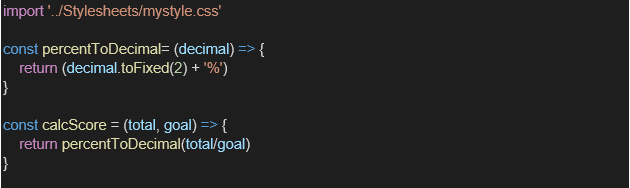 import '../Stylesheets/mystyle.css'
const percentToDecimal= (decimal) => {
return (decimal.toFixed(2) + '%')
}
const calcScore = (total, goal) => {
return percentToDecimal(total/goal)
}